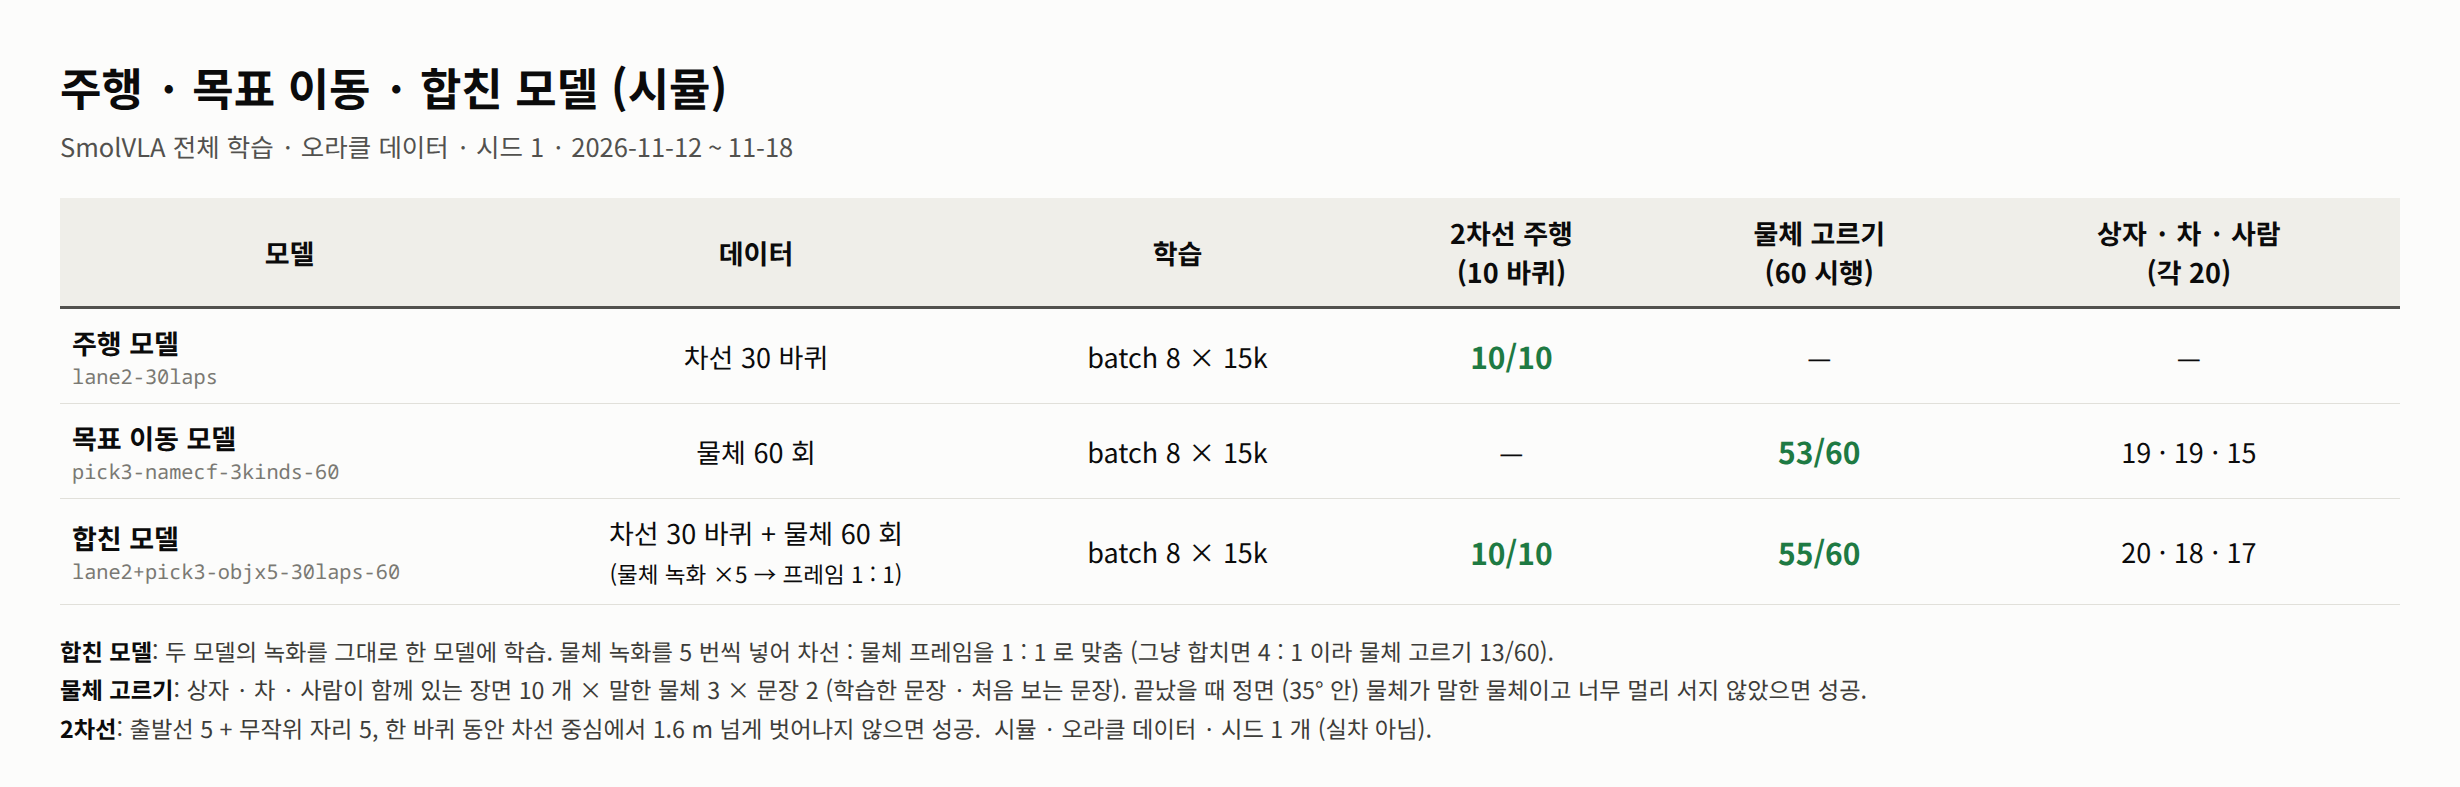 주행 · 목표 이동 · 합친 모델 (시뮬)
SmolVLA 전체 학습 · 오라클 데이터 · 시드 1 · 2026-11-12 ~ 11-18
모델 데이터 학습 2차선 주행 (10 바퀴) 물체 고르기 (60 시행) 상자 · 차 · 사람 (각 20)
주행 모델
lane2-30laps
차선 30 바퀴 batch 8 × 15k 10/10 — —
목표 이동 모델
pick3-namecf-3kinds-60
물체 60 회 batch 8 × 15k — 53/60 19 · 19 · 15
합친 모델
lane2+pick3-objx5-30laps-60
차선 30 바퀴 + 물체 60 회
(물체 녹화 ×5 → 프레임 1 : 1)
batch 8 × 15k 10/10 55/60 20 · 18 · 17
합친 모델: 두 모델의 녹화를 그대로 한 모델에 학습. 물체 녹화를 5 번씩 넣어 차선 : 물체 프레임을 1 : 1 로 맞춤 (그냥 합치면 4 : 1 이라 물체 고르기 13/60).
물체 고르기: 상자 · 차 · 사람이 함께 있는 장면 10 개 × 말한 물체 3 × 문장 2 (학습한 문장 · 처음 보는 문장). 끝났을 때 정면 (35° 안) 물체가 말한 물체이고 너무 멀리 서지 않았으면 성공.
2차선: 출발선 5 + 무작위 자리 5, 한 바퀴 동안 차선 중심에서 1.6 m 넘게 벗어나지 않으면 성공. 시뮬 · 오라클 데이터 · 시드 1 개 (실차 아님).